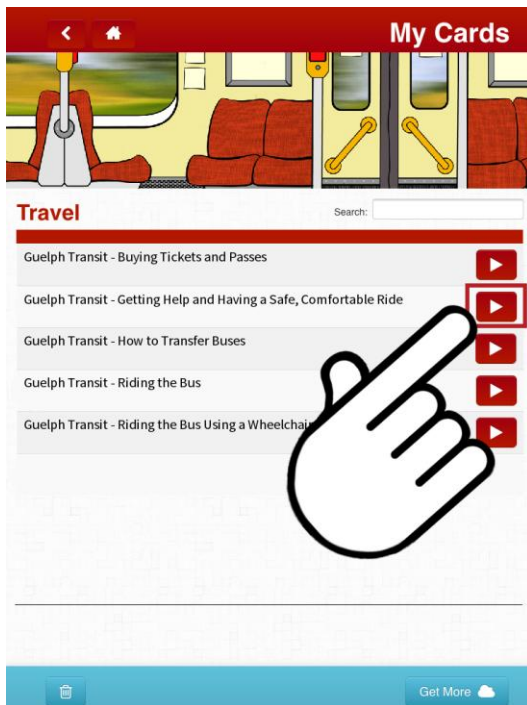 My Cards
Travel
Search:
Guelph Transit - Buying Tickets and Passes
Guelph Transit - Getting Help and Having a Safe, Comfortable Ride
Guelph Transit - How to Transfer Buses
Guelph Transit - Riding the Bus
Guelph Transit - Riding the Bus Using a Wheelchair
Get More